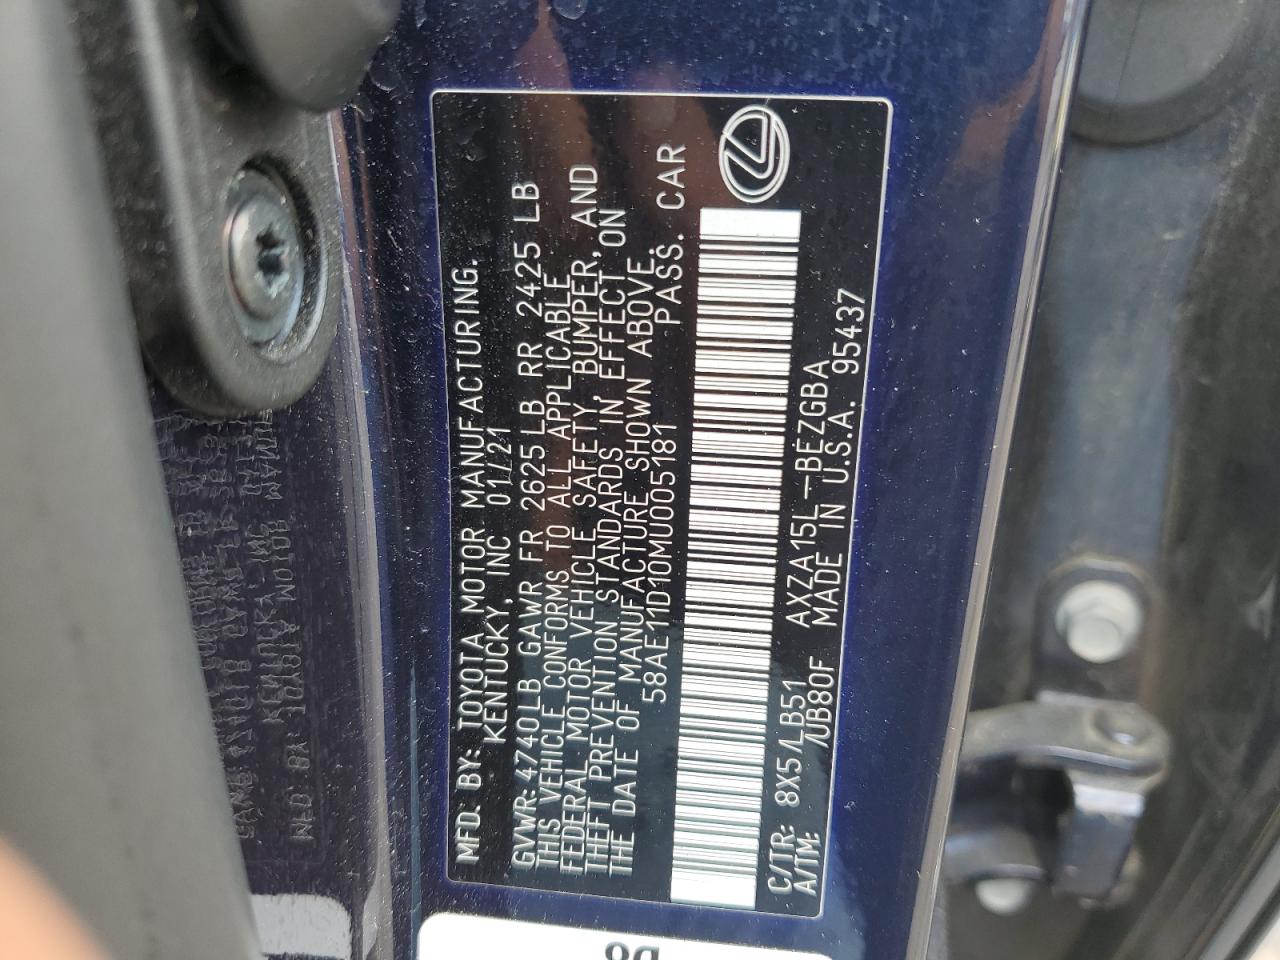 MFD. BY: TOYOTA MOTOR MANUFACTURING.
KENTUCKY, INC 01/21
GVWR: 4740LB GAWR FR 2625LB RR 2425 LB
THIS VEHICLE CONFORMS TO ALL APPLICABLE
FEDERAL MOTOR VEHICLE SAFETY, BUMPER, AND
THEFT PREVENTION STANDARDS IN EFFECT ON
THE DATE OF MANUFACTURE SHOWN ABOVE.
58AE11D10MU005181 PASS. CAR
C/TR: 8X5/LB51 AXZA15L-BEZGBA
A/TM: /UB80F MADE IN U.S.A. 95437